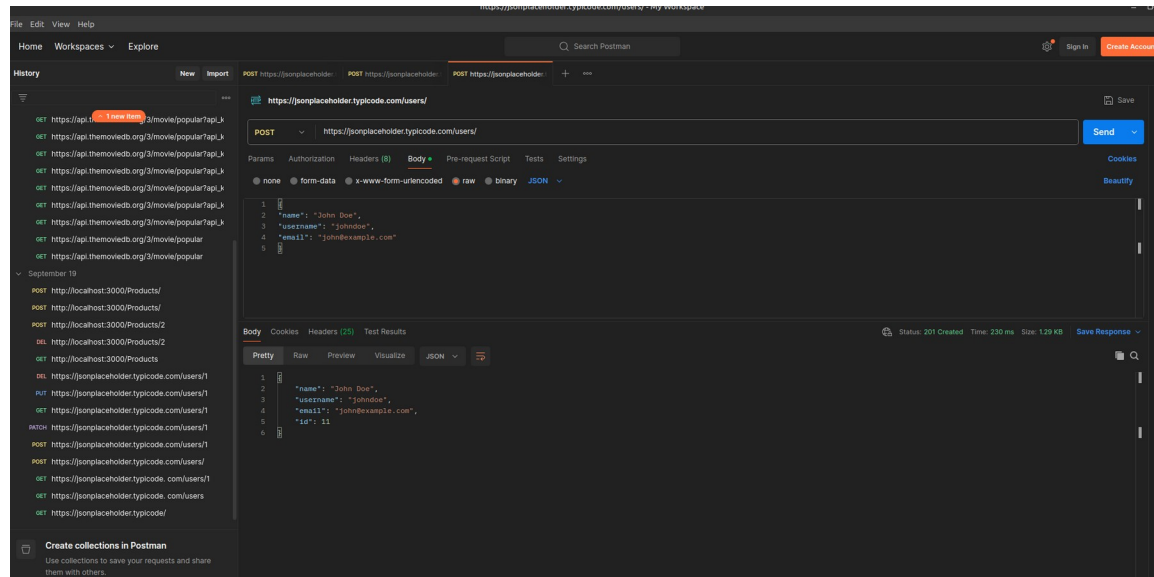 https://jsonplaceholder.typicode.com/users/ - My Workspace
File Edit View Help
Home Workspaces Explore
Search Postman
Sign In
Create Accoun
History
New Import
POST https://jsonplaceholder.
POST https://jsonplaceholder.
POST https://jsonplaceholder.
+
1 new item
GET https://api.
3/movie/popular?api_k
GET https://api.themoviedb.org/3/movie/popular?api_k
GET https://api.themoviedb.org/3/movie/popular?api_k
GET https://api.themoviedb.org/3/movie/popular?api_k
GET https://api.themoviedb.org/3/movie/popular?api_k
GET https://api.themoviedb.org/3/movie/popular?api_k
GET https://api.themoviedb.org/3/movie/popular?api_k
GET https://api.themoviedb.org/3/movie/popular
GET https://api.themoviedb.org/3/movie/popular
September 19
POST http://localhost:3000/Products/
POST http://localhost:3000/Products/
POST http://localhost:3000/Products/2
DEL http://localhost:3000/Products/2
GET http://localhost:3000/Products
DEL https://jsonplaceholder.typicode.com/users/1
PUT https://jsonplaceholder.typicode.com/users/1
GET https://jsonplaceholder.typicode.com/users/1
PATCH https://jsonplaceholder.typicode.com/users/1
POST https://jsonplaceholder.typicode.com/users/1
POST https://jsonplaceholder.typicode.com/users/
GET https://jsonplaceholder.typicode. com/users/1
GET https://jsonplaceholder.typicode. com/users
GET https://jsonplaceholder.typicode/
Create collections in Postman
Use collections to save your requests and share
them with others.
https://jsonplaceholder.typicode.com/users/
Save
POST https://jsonplaceholder.typicode.com/users/
Send
Params Authorization Headers (8) Body Pre-request Script Tests Settings
Cookies
none form-data x-www-form-urlencoded raw binary JSON
Beautify
1 {
2 "name": "John Doe",
3 "username": "johndoe",
4 "email": "john@example.com"
5 }
Body Cookies Headers (25) Test Results
Status: 201 Created Time: 230 ms Size: 1.29 KB Save Response
Pretty Raw Preview Visualize JSON
1 {
2 "name": "John Doe",
3 "username": "johndoe",
4 "email": "john@example.com",
5 "id": 11
6 }